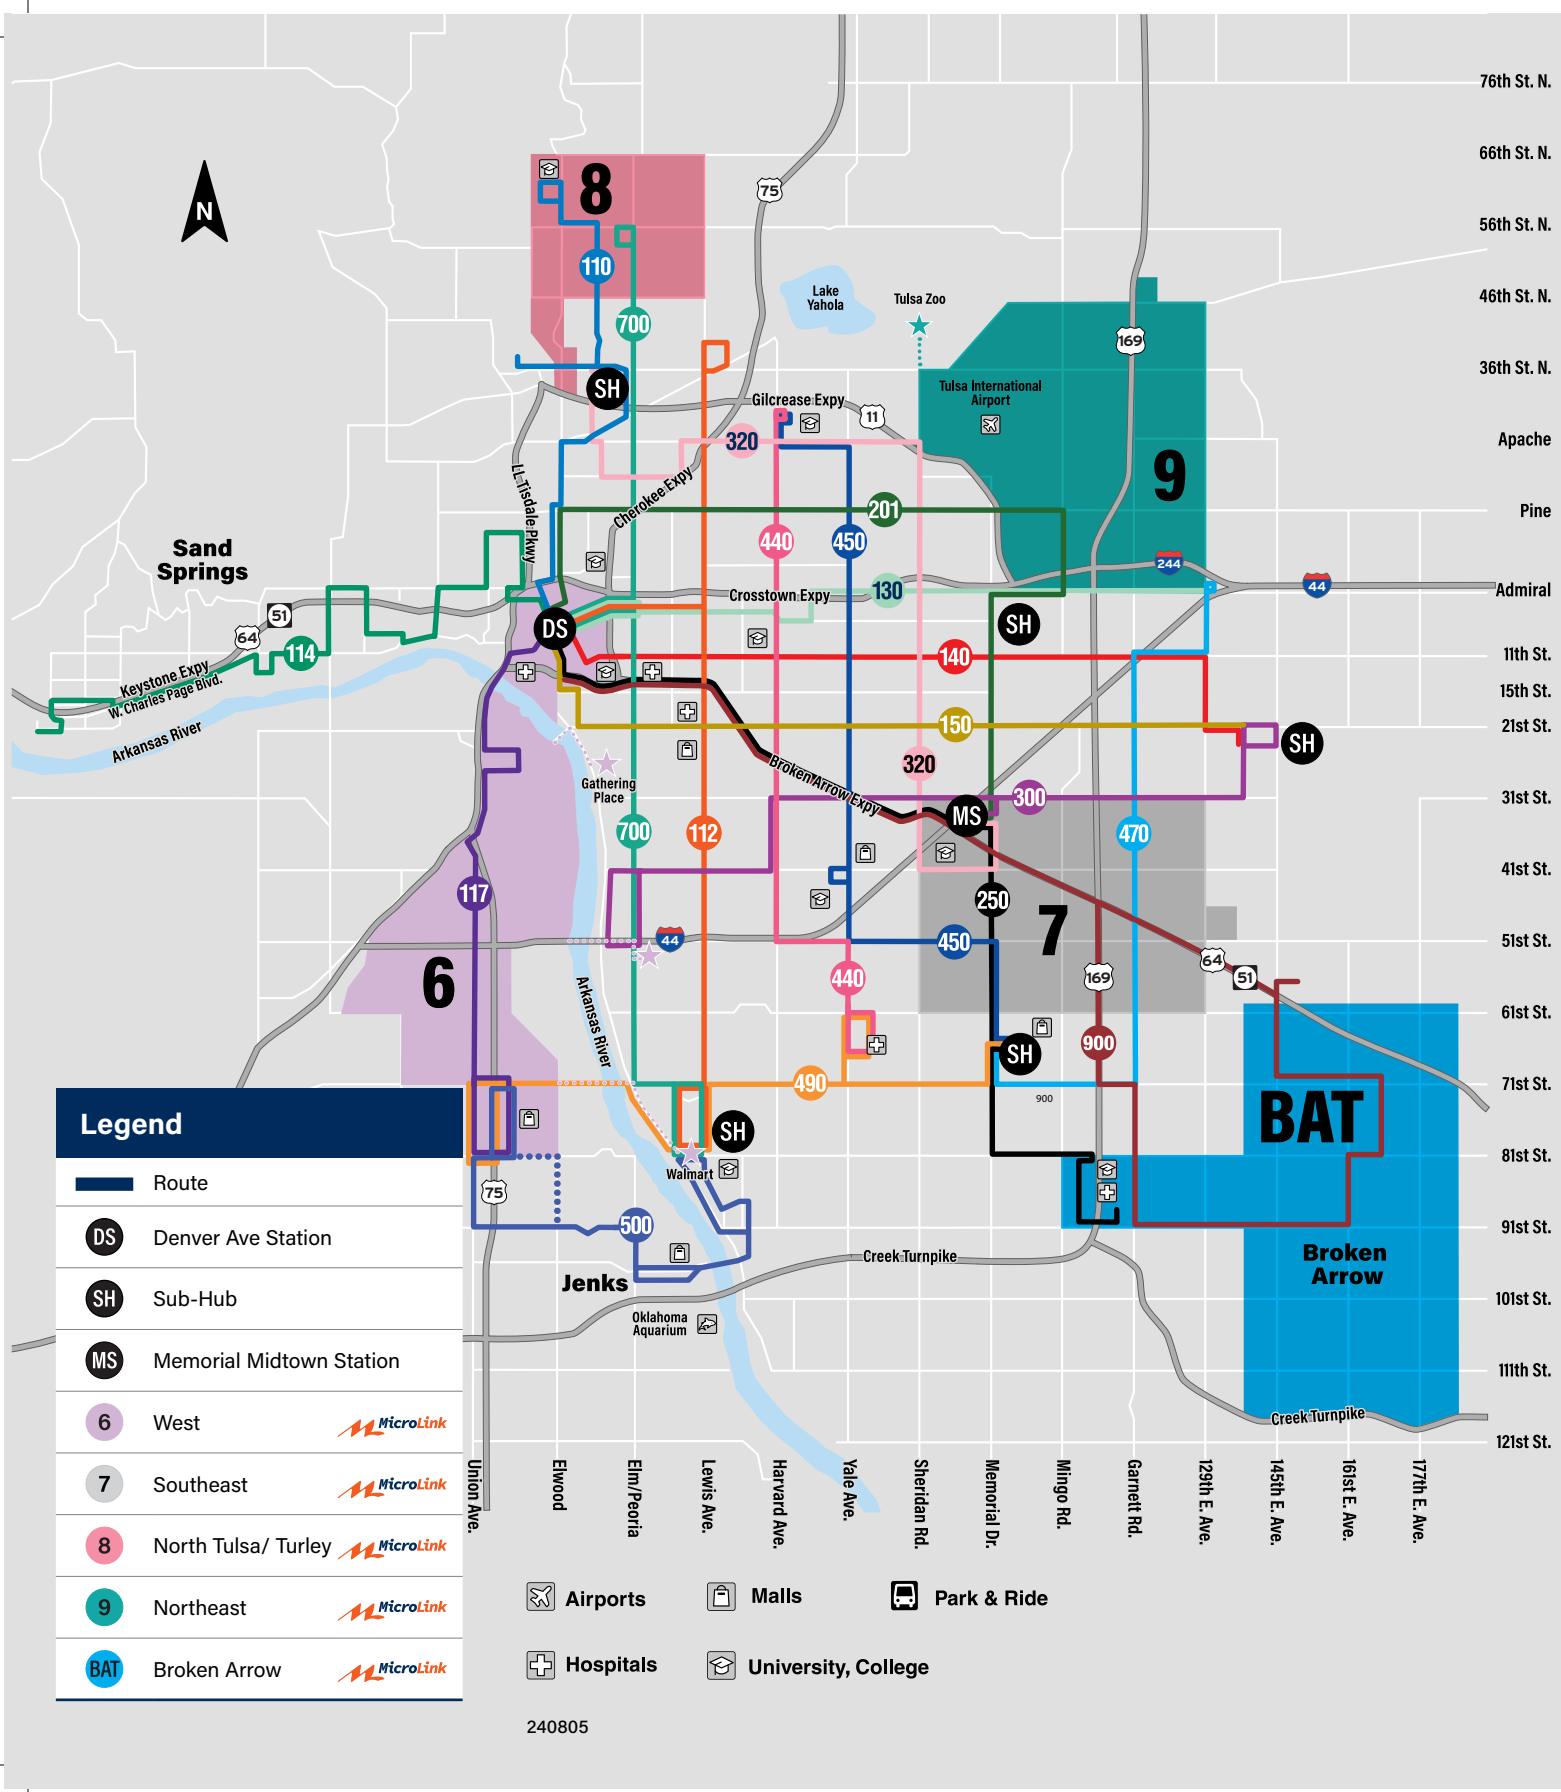 76th St. N.
66th St. N.
8
75
N
56th St. N.
110
Lake
Yahola
Tulsa Zoo
46th St. N.
700
169
36th St. N.
SH
Tulsa International
Airport
Gilcrease Expy
11
320
Apache
LL Tisdale Pkwy
Cherokee Expy
9
201
Pine
440
450
Sand
Springs
244
44
Crosstown Expy
130
Admiral
51
64
DS
SH
114
140
11th St.
Keystone Expy
W. Charles Page Blvd.
15th St.
150
21st St.
Arkansas River
SH
Broken Arrow Expy
320
Gathering
Place
300
31st St.
MS
700
112
470
41st St.
117
250
7
44
450
51st St.
6
440
169
64
51
Arkansas River
61st St.
900
SH
490
71st St.
900
BAT
SH
81st St.
Walmart
75
500
91st St.
Creek Turnpike
Broken
Arrow
Jenks
101st St.
Oklahoma
Aquarium
111th St.
Creek Turnpike
121st St.
Union Ave.
Elwood
Elm/Peoria
Lewis Ave.
Harvard Ave.
Yale Ave.
Sheridan Rd.
Memorial Dr.
Mingo Rd.
Garnett Rd.
129th E. Ave.
145th E. Ave.
161st E. Ave.
177th E. Ave.
Legend
Route
DS Denver Ave Station
SH Sub-Hub
MS Memorial Midtown Station
6 West MicroLink
7 Southeast MicroLink
8 North Tulsa/ Turley MicroLink
9 Northeast MicroLink
BAT Broken Arrow MicroLink
Airports
Malls
Park & Ride
Hospitals
University, College
240805